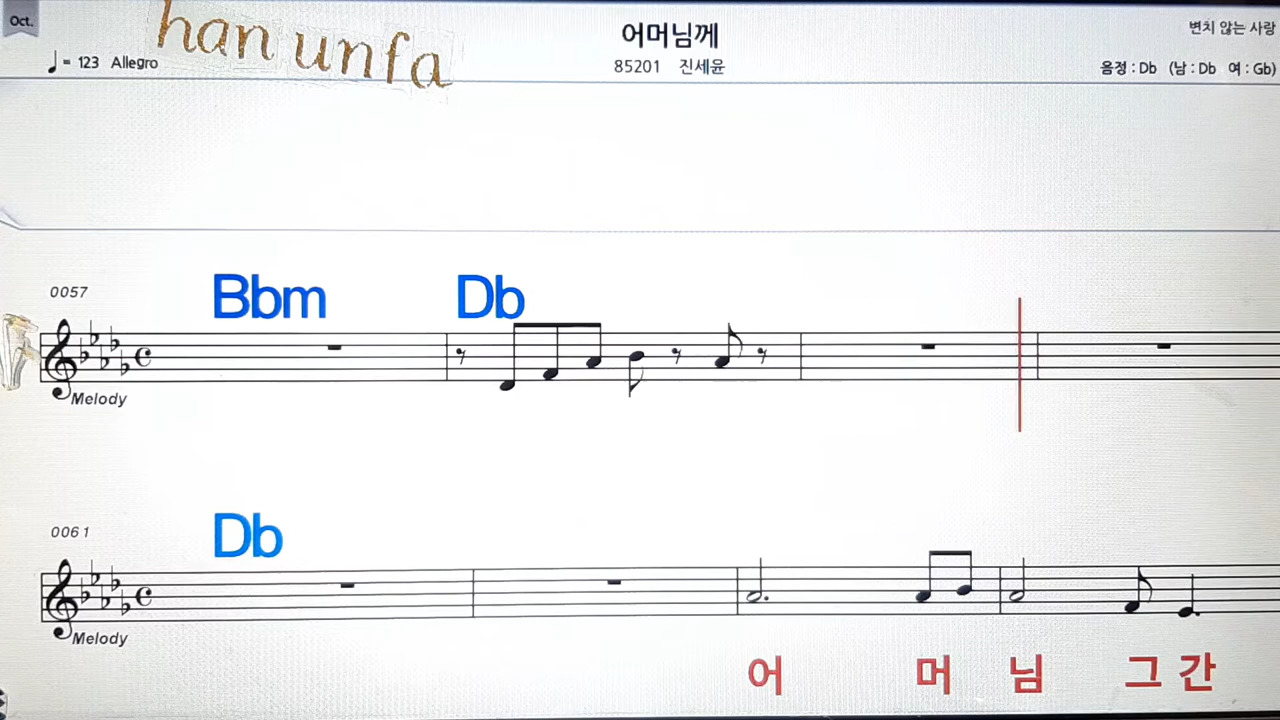 Oct.
han unfa
어머님께
변치 않는 사랑
♩ = 123 Allegro
85201 진세윤
음정 : Db (남 : Db 여 : Gb)
0057
Bbm Db
Melody
0061
Db
Melody
어 머 님 그 간